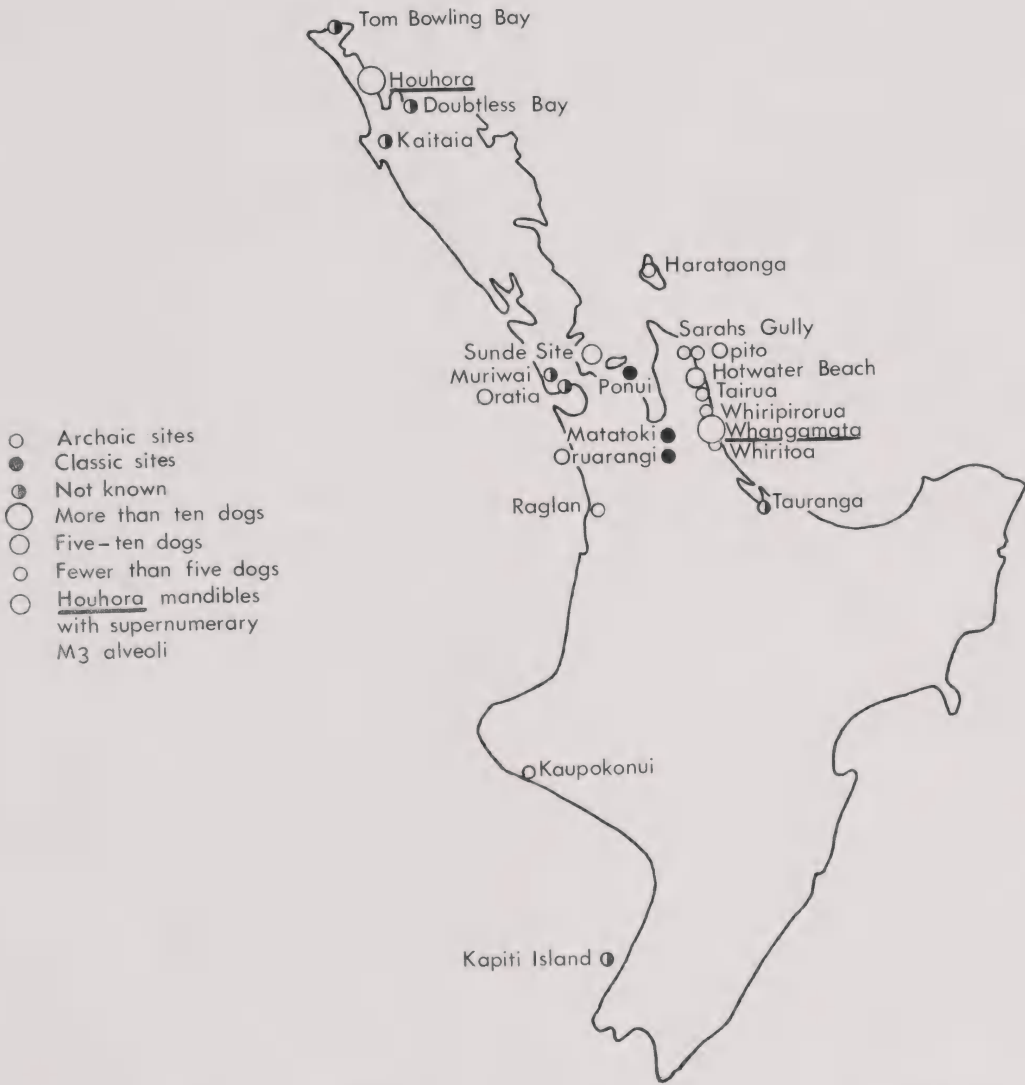 Tom Bowling Bay
Houhora
Doubtless Bay
Kaitaia
Harataonga
Sarahs Gully
Sunde Site
Opito
Muriwai
Hotwater Beach
Oratia
Ponui
Tairua
Whiripirorua
Matatoki
Whangamata
Oruarangi
Whiritoa
Raglan
Tauranga
Archaic sites
Classic sites
Not known
More than ten dogs
Five-ten dogs
Fewer than five dogs
Houhora mandibles
with supernumerary
M3 alveoli
Kaupokonui
Kapiti Island